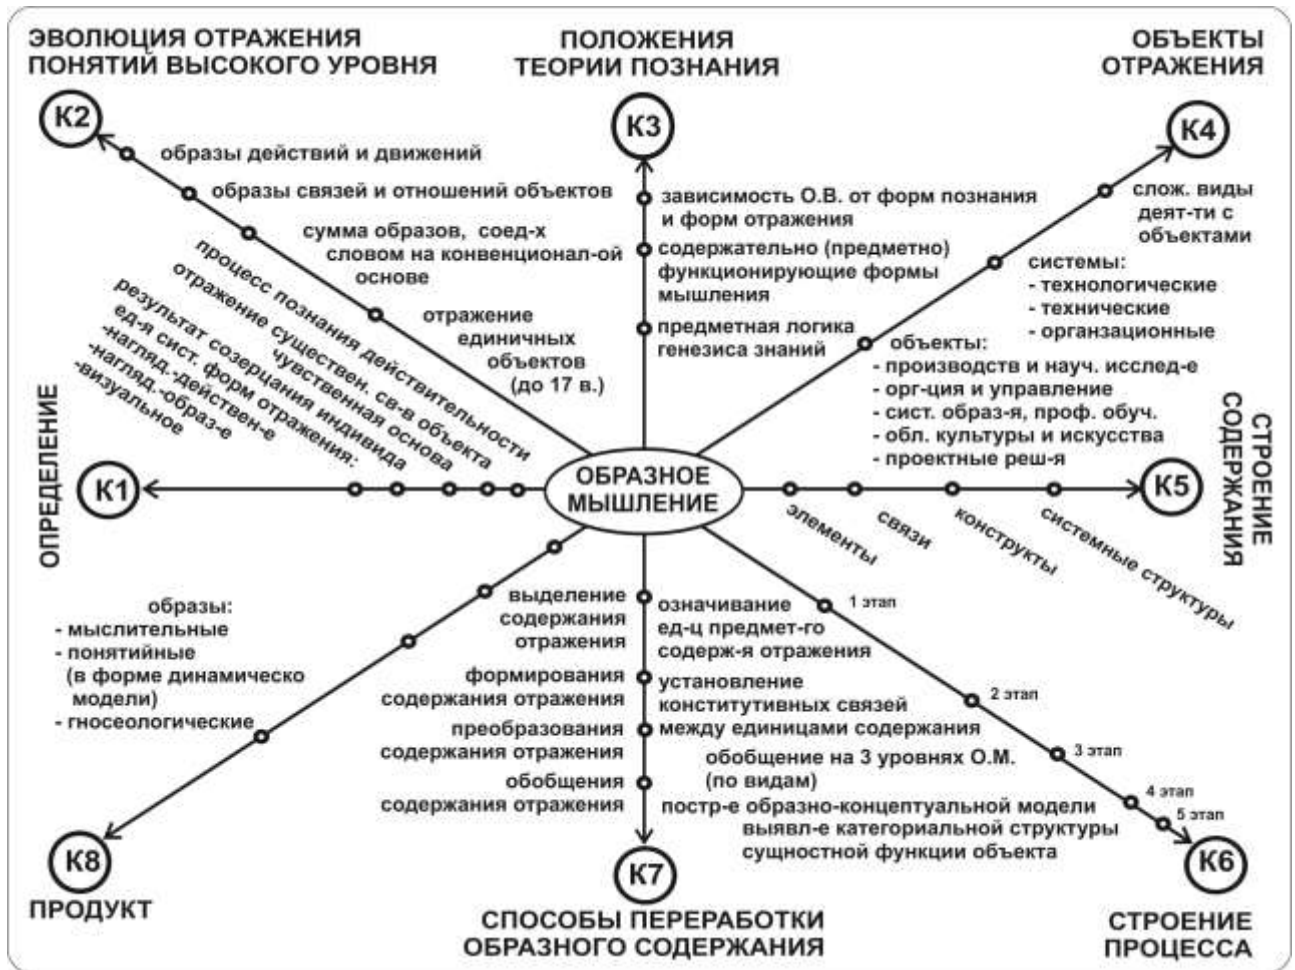 ЭВОЛЮЦИЯ ОТРАЖЕНИЯ
ПОНЯТИЙ ВЫСОКОГО УРОВНЯ
К2
образы действий и движений
образы связей и отношений объектов
сумма образов, соед-х
словом на конвенционал-ой
основе
отражение
единичных
объектов
(до 17 в.)
ПОЛОЖЕНИЯ
ТЕОРИИ ПОЗНАНИЯ
К3
зависимость О.В. от форм познания
и форм отражения
содержательно (предметно)
функционирующие формы
мышления
предметная логика
генезиса знаний
ОБЪЕКТЫ
ОТРАЖЕНИЯ
К4
слож. виды
деят-ти с
объектами
системы:
- технологические
- технические
- органзационные
объекты:
- производств и науч. исслед-е
- орг-ция и управление
- сист. образ-я, проф. обуч.
- обл. культуры и искусства
- проектные реш-я
ОПРЕДЕЛЕНИЕ
К1
процесс познания действительности
отражение существен. св-в объекта
чувственная основа
результат созерцания индивида
ед-я сист. форм отражения:
-нагляд.-действен-е
-нагляд.-образ-е
-визуальное
ОБРАЗНОЕ
МЫШЛЕНИЕ
СТРОЕНИЕ
СОДЕРЖАНИЯ
К5
элементы
связи
конструкты
системные структуры
образы:
- мыслительные
- понятийные
(в форме динамическо
модели)
- гносеологические
К8
ПРОДУКТ
выделение
содержания
отражения
формирования
содержания отражения
преобразования
содержания отражения
обобщения
содержания отражения
К7
СПОСОБЫ ПЕРЕРАБОТКИ
ОБРАЗНОГО СОДЕРЖАНИЯ
означивание
ед-ц предмет-го
содерж-я отражения
установление
конститутивных связей
между единицами содержания
обобщение на 3 уровнях О.М.
(по видам)
постр-е образно-концептуальной модели
выявл-е категориальной структуры
сущностной функции объекта
1 этап
2 этап
3 этап
4 этап
5 этап
К6
СТРОЕНИЕ
ПРОЦЕССА